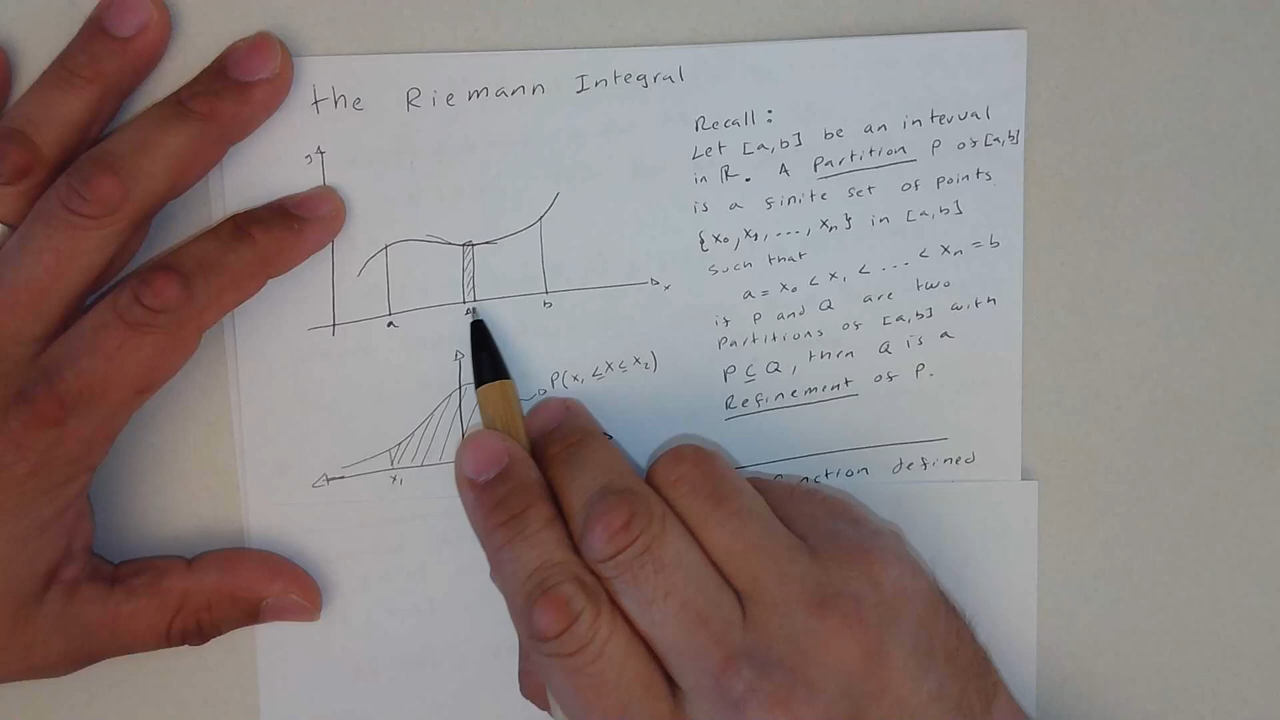 the Riemann Integral
Recall:
Let [a,b] be an interval
in ℝ. A Partition P of [a,b]
is a finite set of points
{x₀, x₁, ..., xₙ} in [a,b]
such that
a = x₀ < x₁ < ... < xₙ = b
if P and Q are two
Partitions of [a,b] with
P ⊆ Q, then Q is a
Refinement of P.
nction defined
y
x
a
b
P(x₁ ≤ X ≤ x₂)
x₁